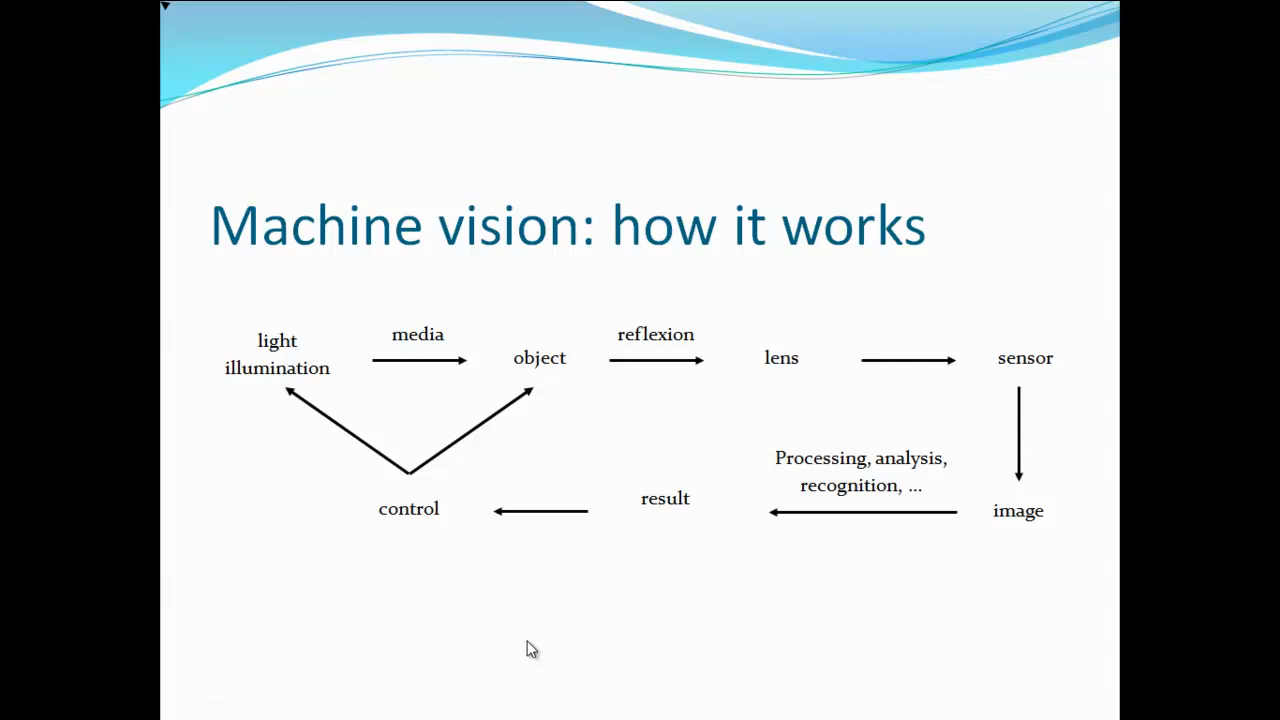 Machine vision: how it works
light
illumination
media
object
reflexion
lens
sensor
Processing, analysis,
recognition, ...
image
result
control